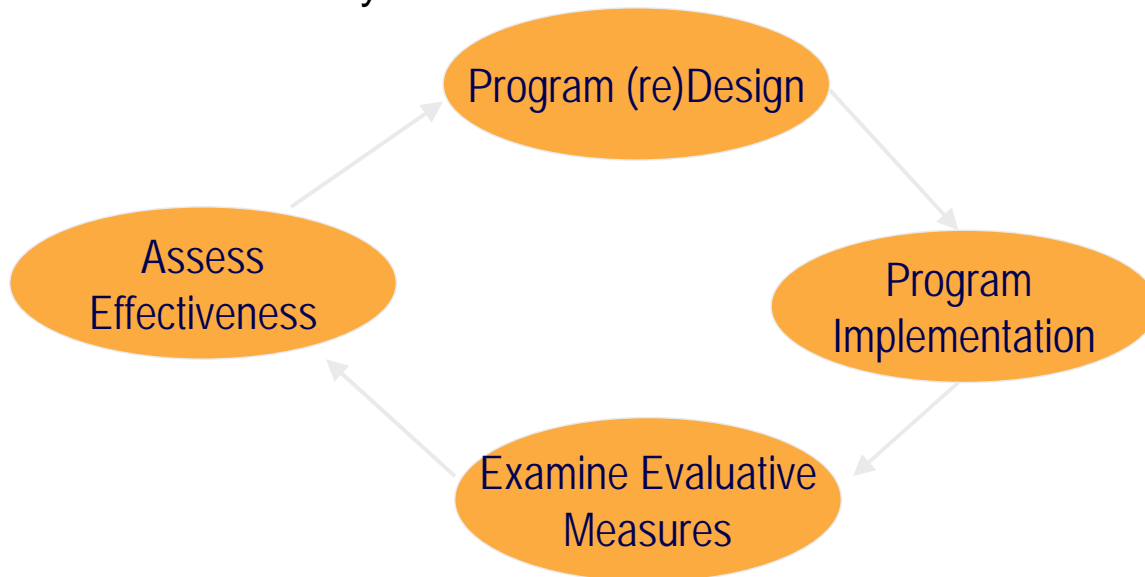 Program (re)Design
Assess
Effectiveness
Program
Implementation
Examine Evaluative
Measures